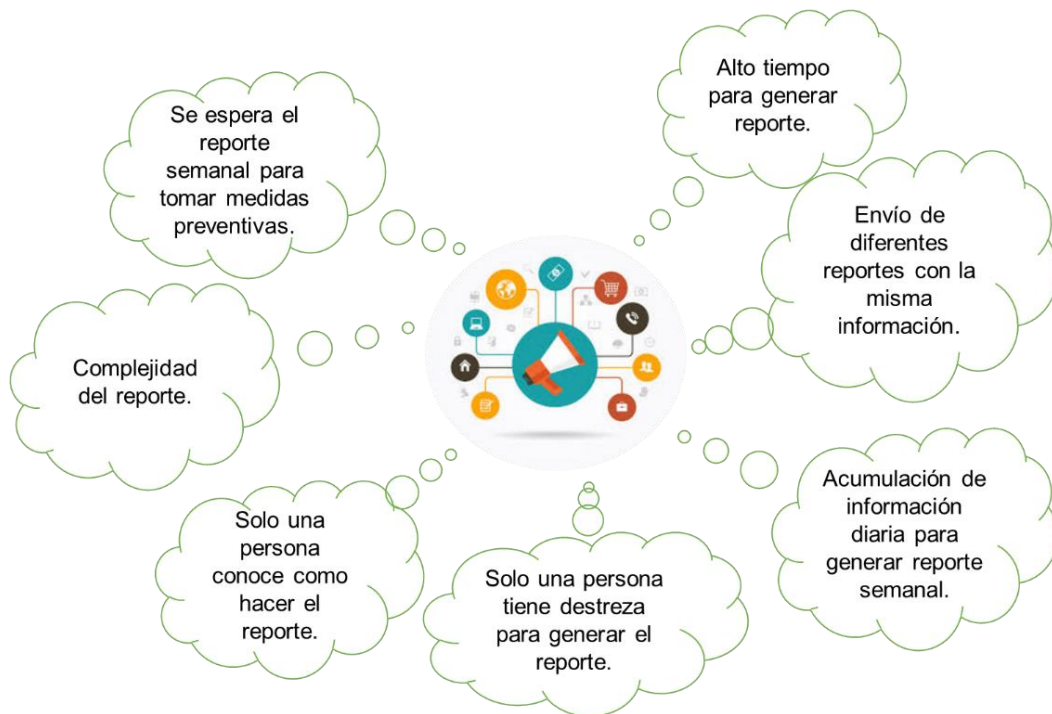 Alto tiempo
para generar
reporte.
Se espera el
reporte
semanal para
tomar medidas
preventivas.
Envío de
diferentes
reportes con la
misma
información.
Complejidad
del reporte.
Acumulación de
información
diaria para
generar reporte
semanal.
Solo una
persona
conoce como
hacer el
reporte.
Solo una persona
tiene destreza
para generar el
reporte.